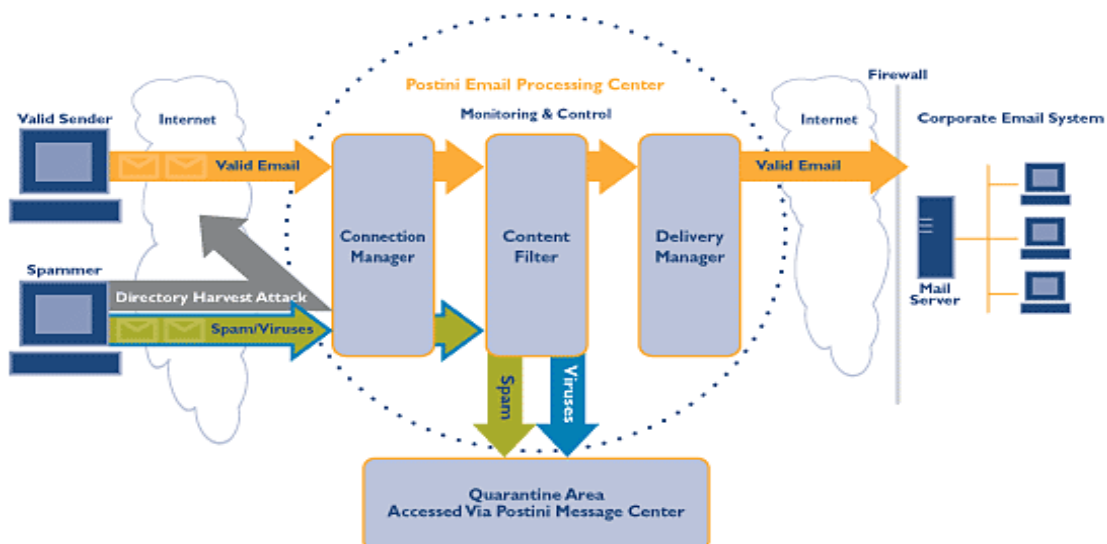 Postini Email Processing Center
Monitoring & Control
Firewall
Valid Sender
Internet
Internet
Corporate Email System
Valid Email
Valid Email
Connection
Manager
Content
Filter
Delivery
Manager
Spammer
Directory Harvest Attack
Spam/Viruses
Mail
Server
Spam
Viruses
Quarantine Area
Accessed Via Postini Message Center